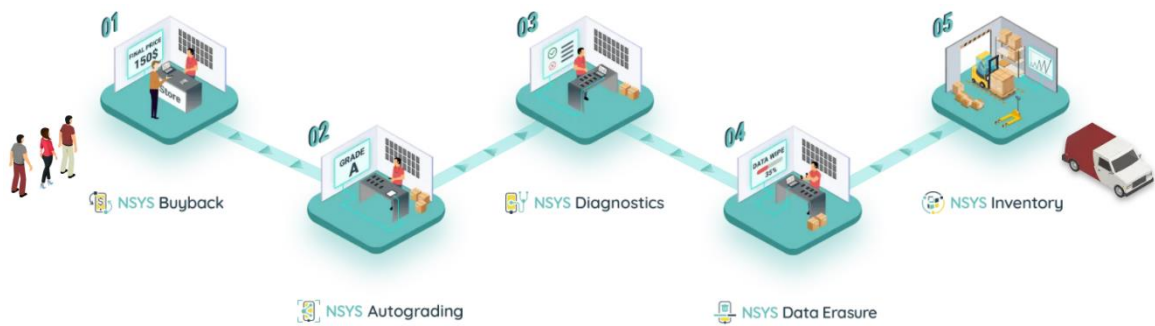 01
FINAL PRICE
150$
Store
NSYS Buyback
02
GRADE
A
NSYS Autograding
03
NSYS Diagnostics
04
DATA WIPE
35%
NSYS Data Erasure
05
NSYS Inventory